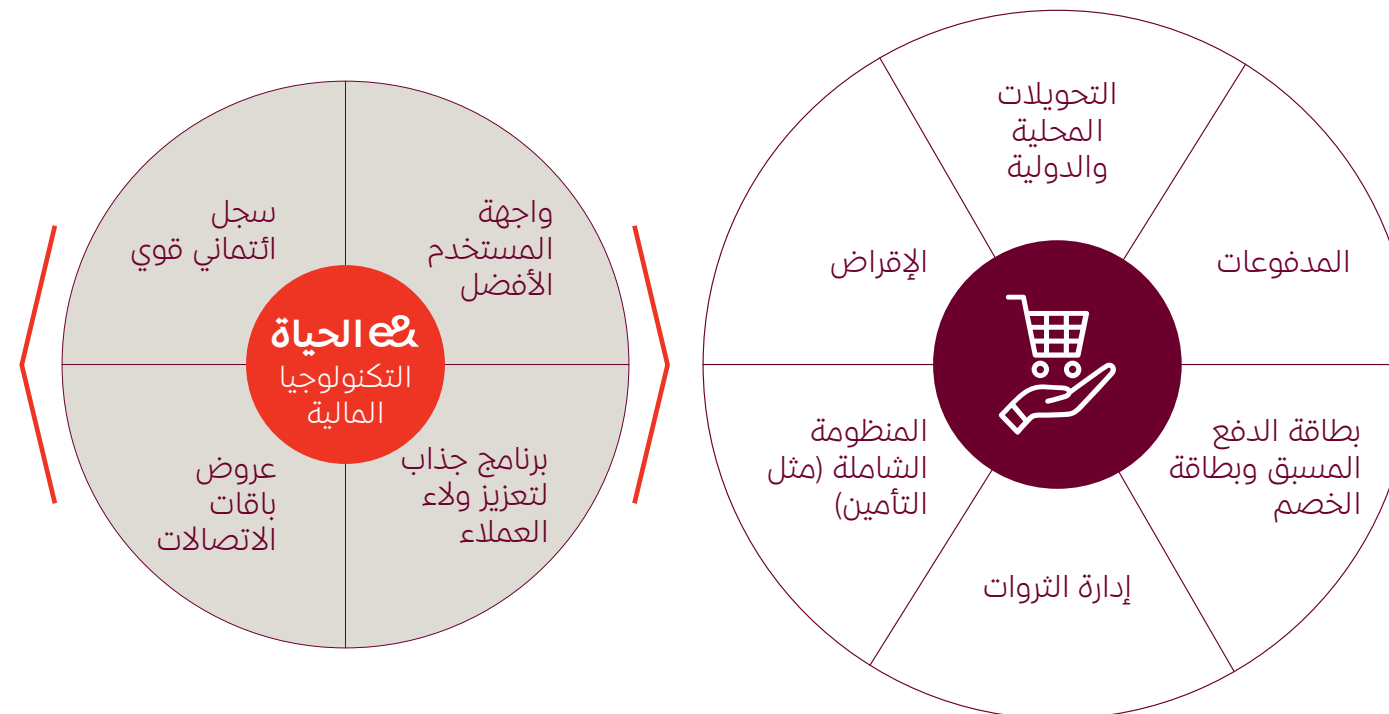 التحويلات
المحلية
والدولية
المدفوعات
بطاقة الدفع
المسبق وبطاقة
الخصم
إدارة الثروات
المنظومة
الشاملة (مثل
التأمين)
الإقراض
واجهة
المستخدم
الأفضل
سجل
ائتماني قوي
e& الحياة
التكنولوجيا
المالية
برنامج جذاب
لتعزيز ولاء
العملاء
عروض
باقات
الاتصالات